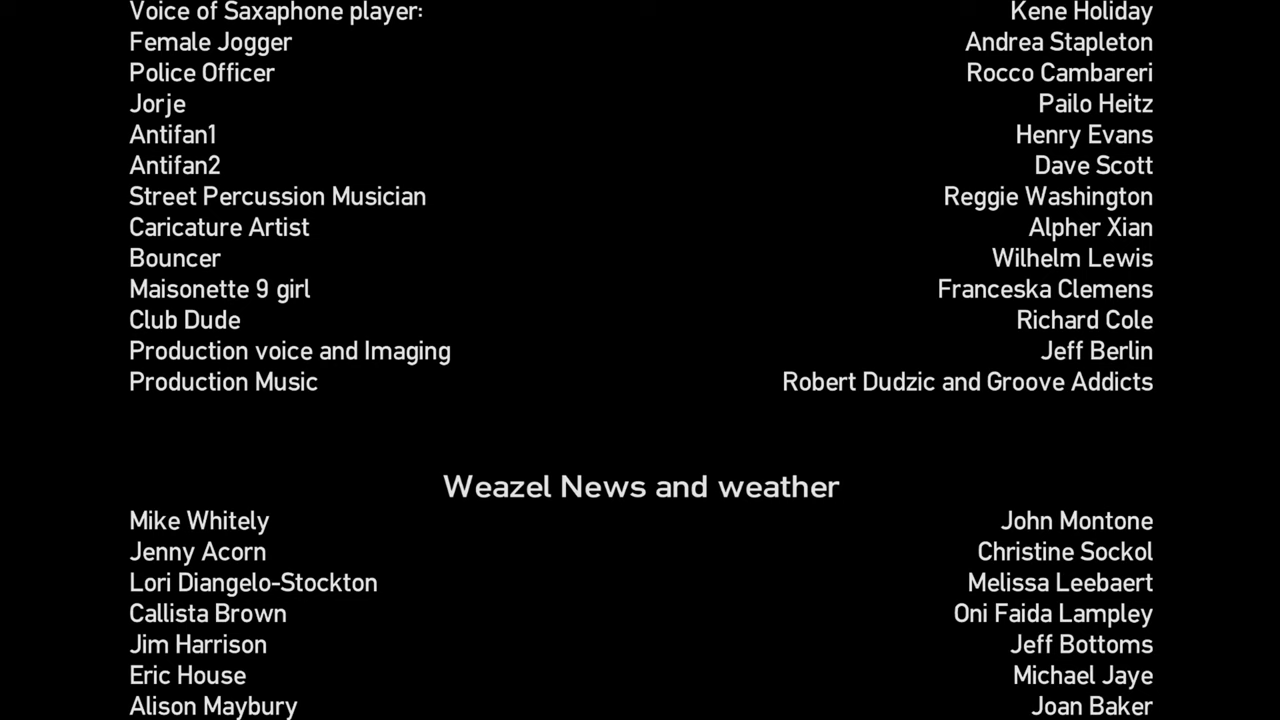 Voice of Saxaphone player: Kene Holiday
Female Jogger Andrea Stapleton
Police Officer Rocco Cambareri
Jorje Pailo Heitz
Antifan1 Henry Evans
Antifan2 Dave Scott
Street Percussion Musician Reggie Washington
Caricature Artist Alpher Xian
Bouncer Wilhelm Lewis
Maisonette 9 girl Franceska Clemens
Club Dude Richard Cole
Production voice and Imaging Jeff Berlin
Production Music Robert Dudzic and Groove Addicts
Weazel News and weather
Mike Whitely John Montone
Jenny Acorn Christine Sockol
Lori Diangelo-Stockton Melissa Leebaert
Callista Brown Oni Faida Lampley
Jim Harrison Jeff Bottoms
Eric House Michael Jaye
Alison Maybury Joan Baker